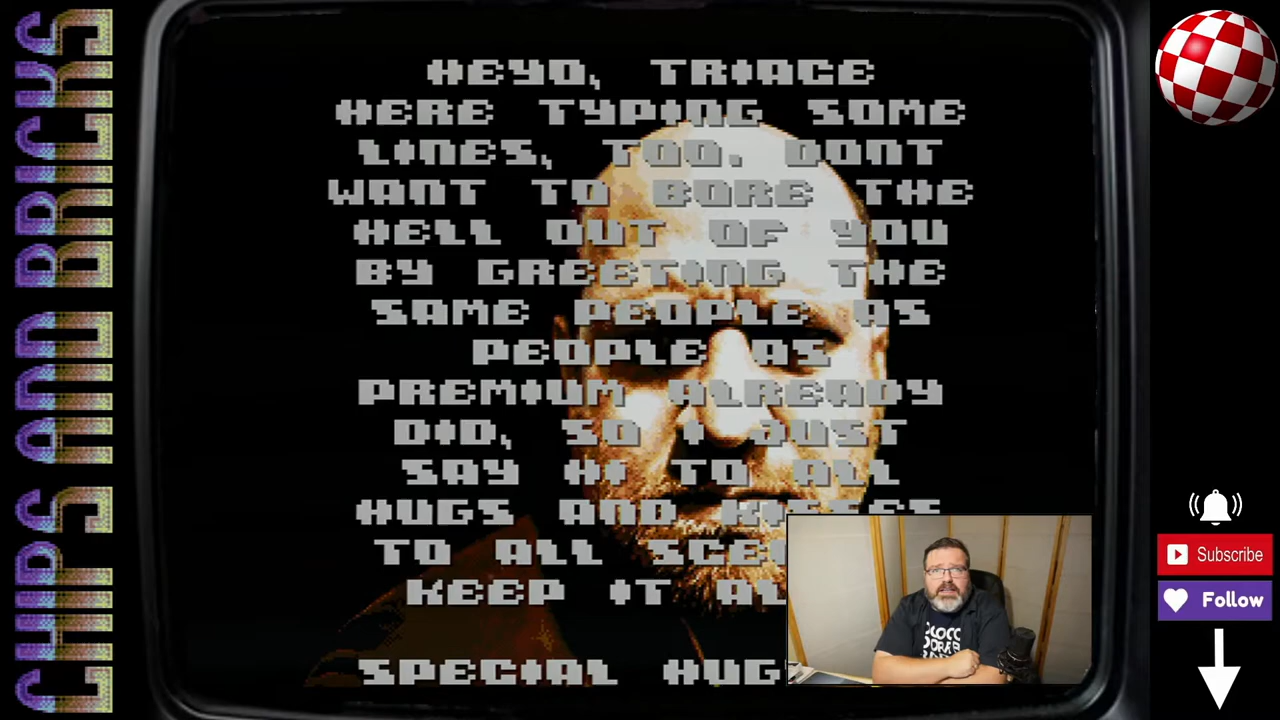 CHIPS AND BRICKS
HEYO, TRIACE
HERE TYPING SOME
LINES, TOO. DONT
WANT TO BORE THE
HELL OUT OF YOU
BY GREETING THE
SAME PEOPLE AS
PEOPLE AS
PREMIUM ALREADY
DID, SO I JUST
SAY HI TO ALL
HUGS AND KISSES
TO ALL
KEEP IT
SPECIAL
Subscribe
Follow